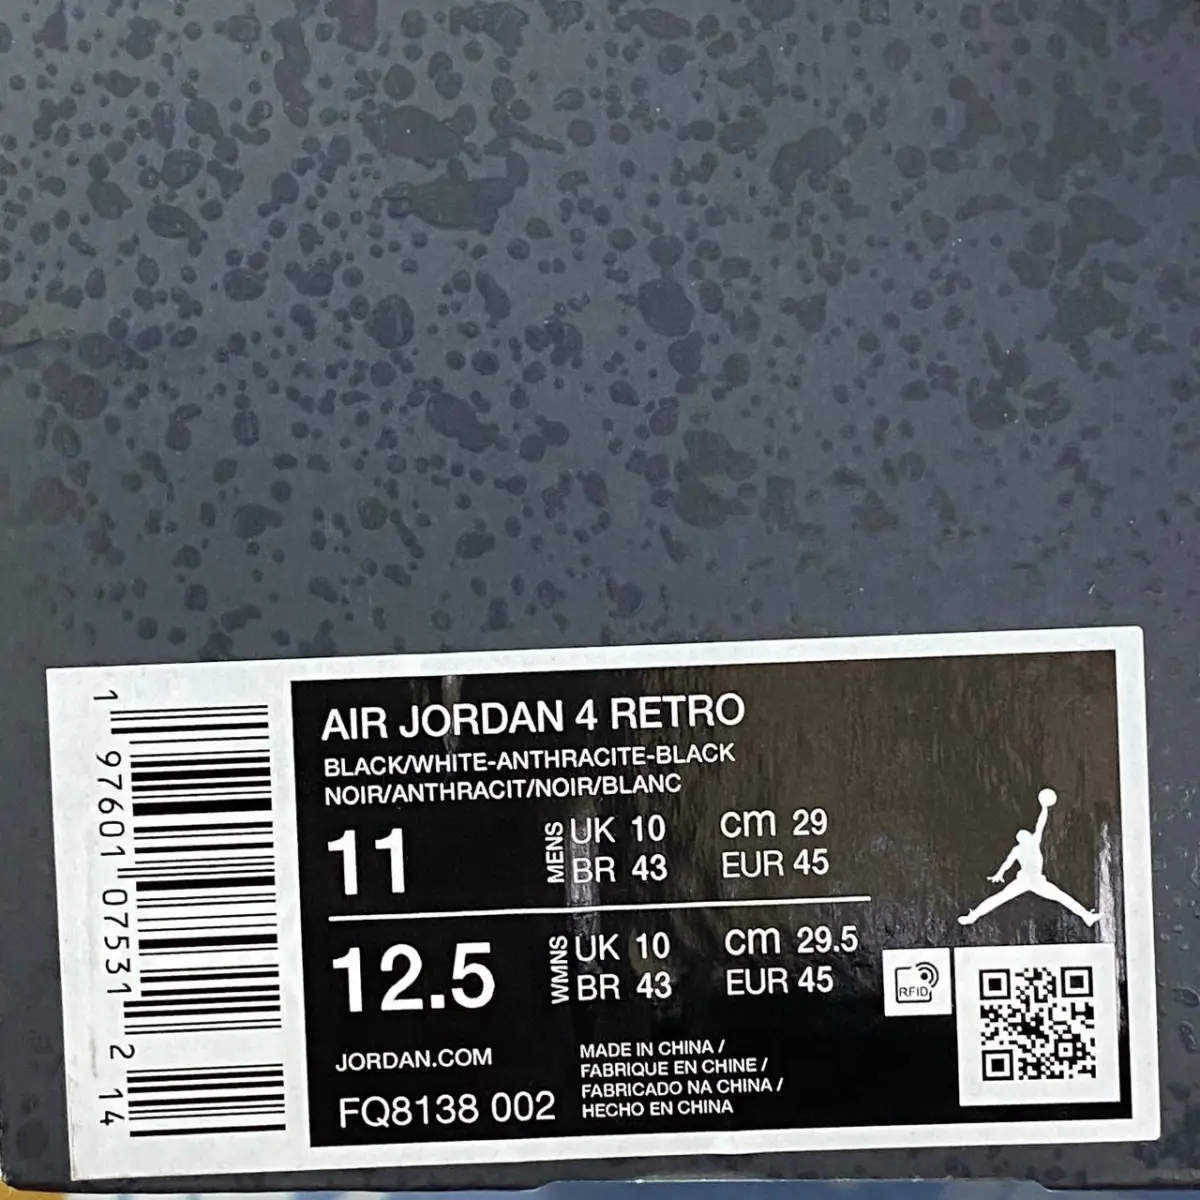 AIR JORDAN 4 RETRO
BLACK/WHITE-ANTHRACITE-BLACK
NOIR/ANTHRACIT/NOIR/BLANC
11
MENS
UK 10 cm 29
BR 43 EUR 45
12.5
WMNS
UK 10 cm 29.5
BR 43 EUR 45
RFID
JORDAN.COM
FQ8138 002
MADE IN CHINA /
FABRIQUE EN CHINE /
FABRICADO NA CHINA /
HECHO EN CHINA
1 97601 07531 2 14